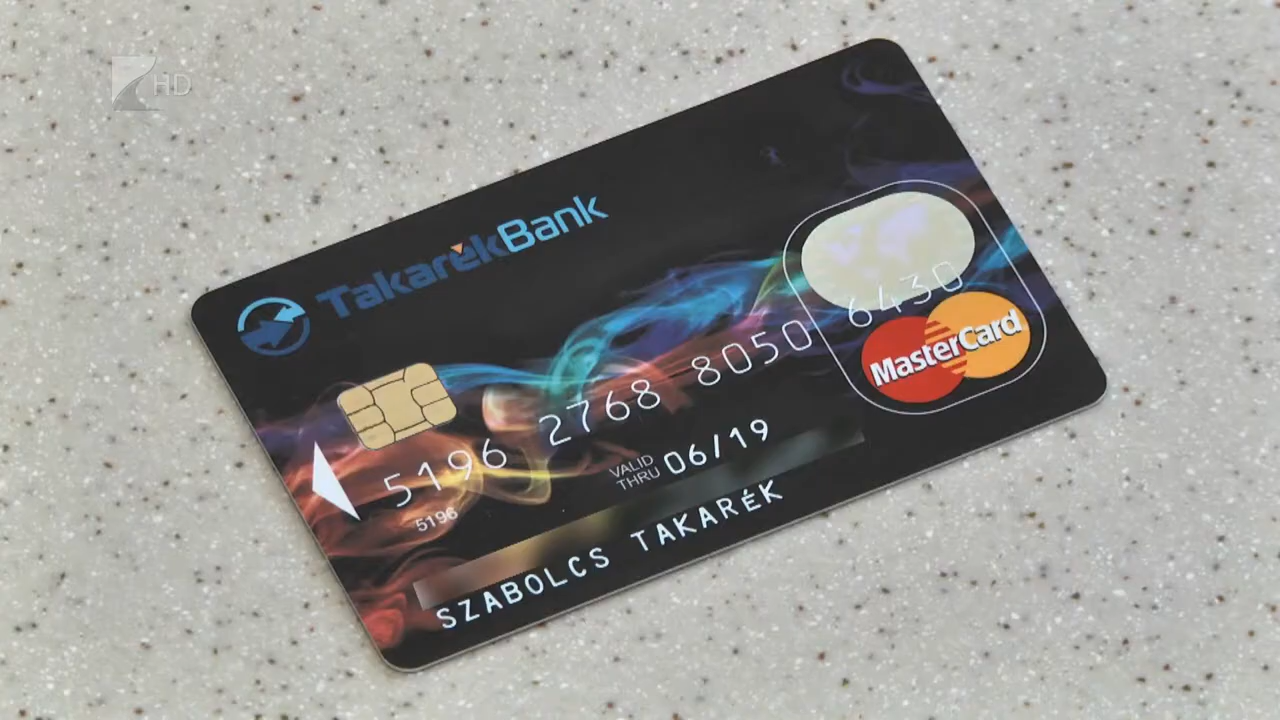 HD
TakarékBank
5196 2768 8050 6430
MasterCard
5196
VALID THRU 06/19
SZABOLCS TAKARÉK